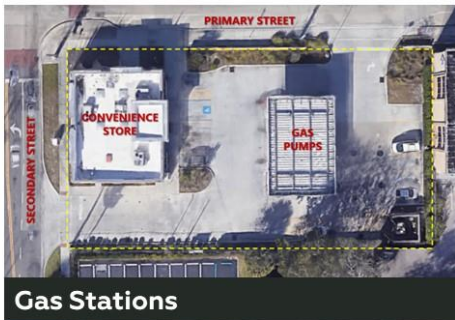 PRIMARY STREET
SECONDARY STREET
CONVENIENCE
STORE
GAS
PUMPS
Gas Stations